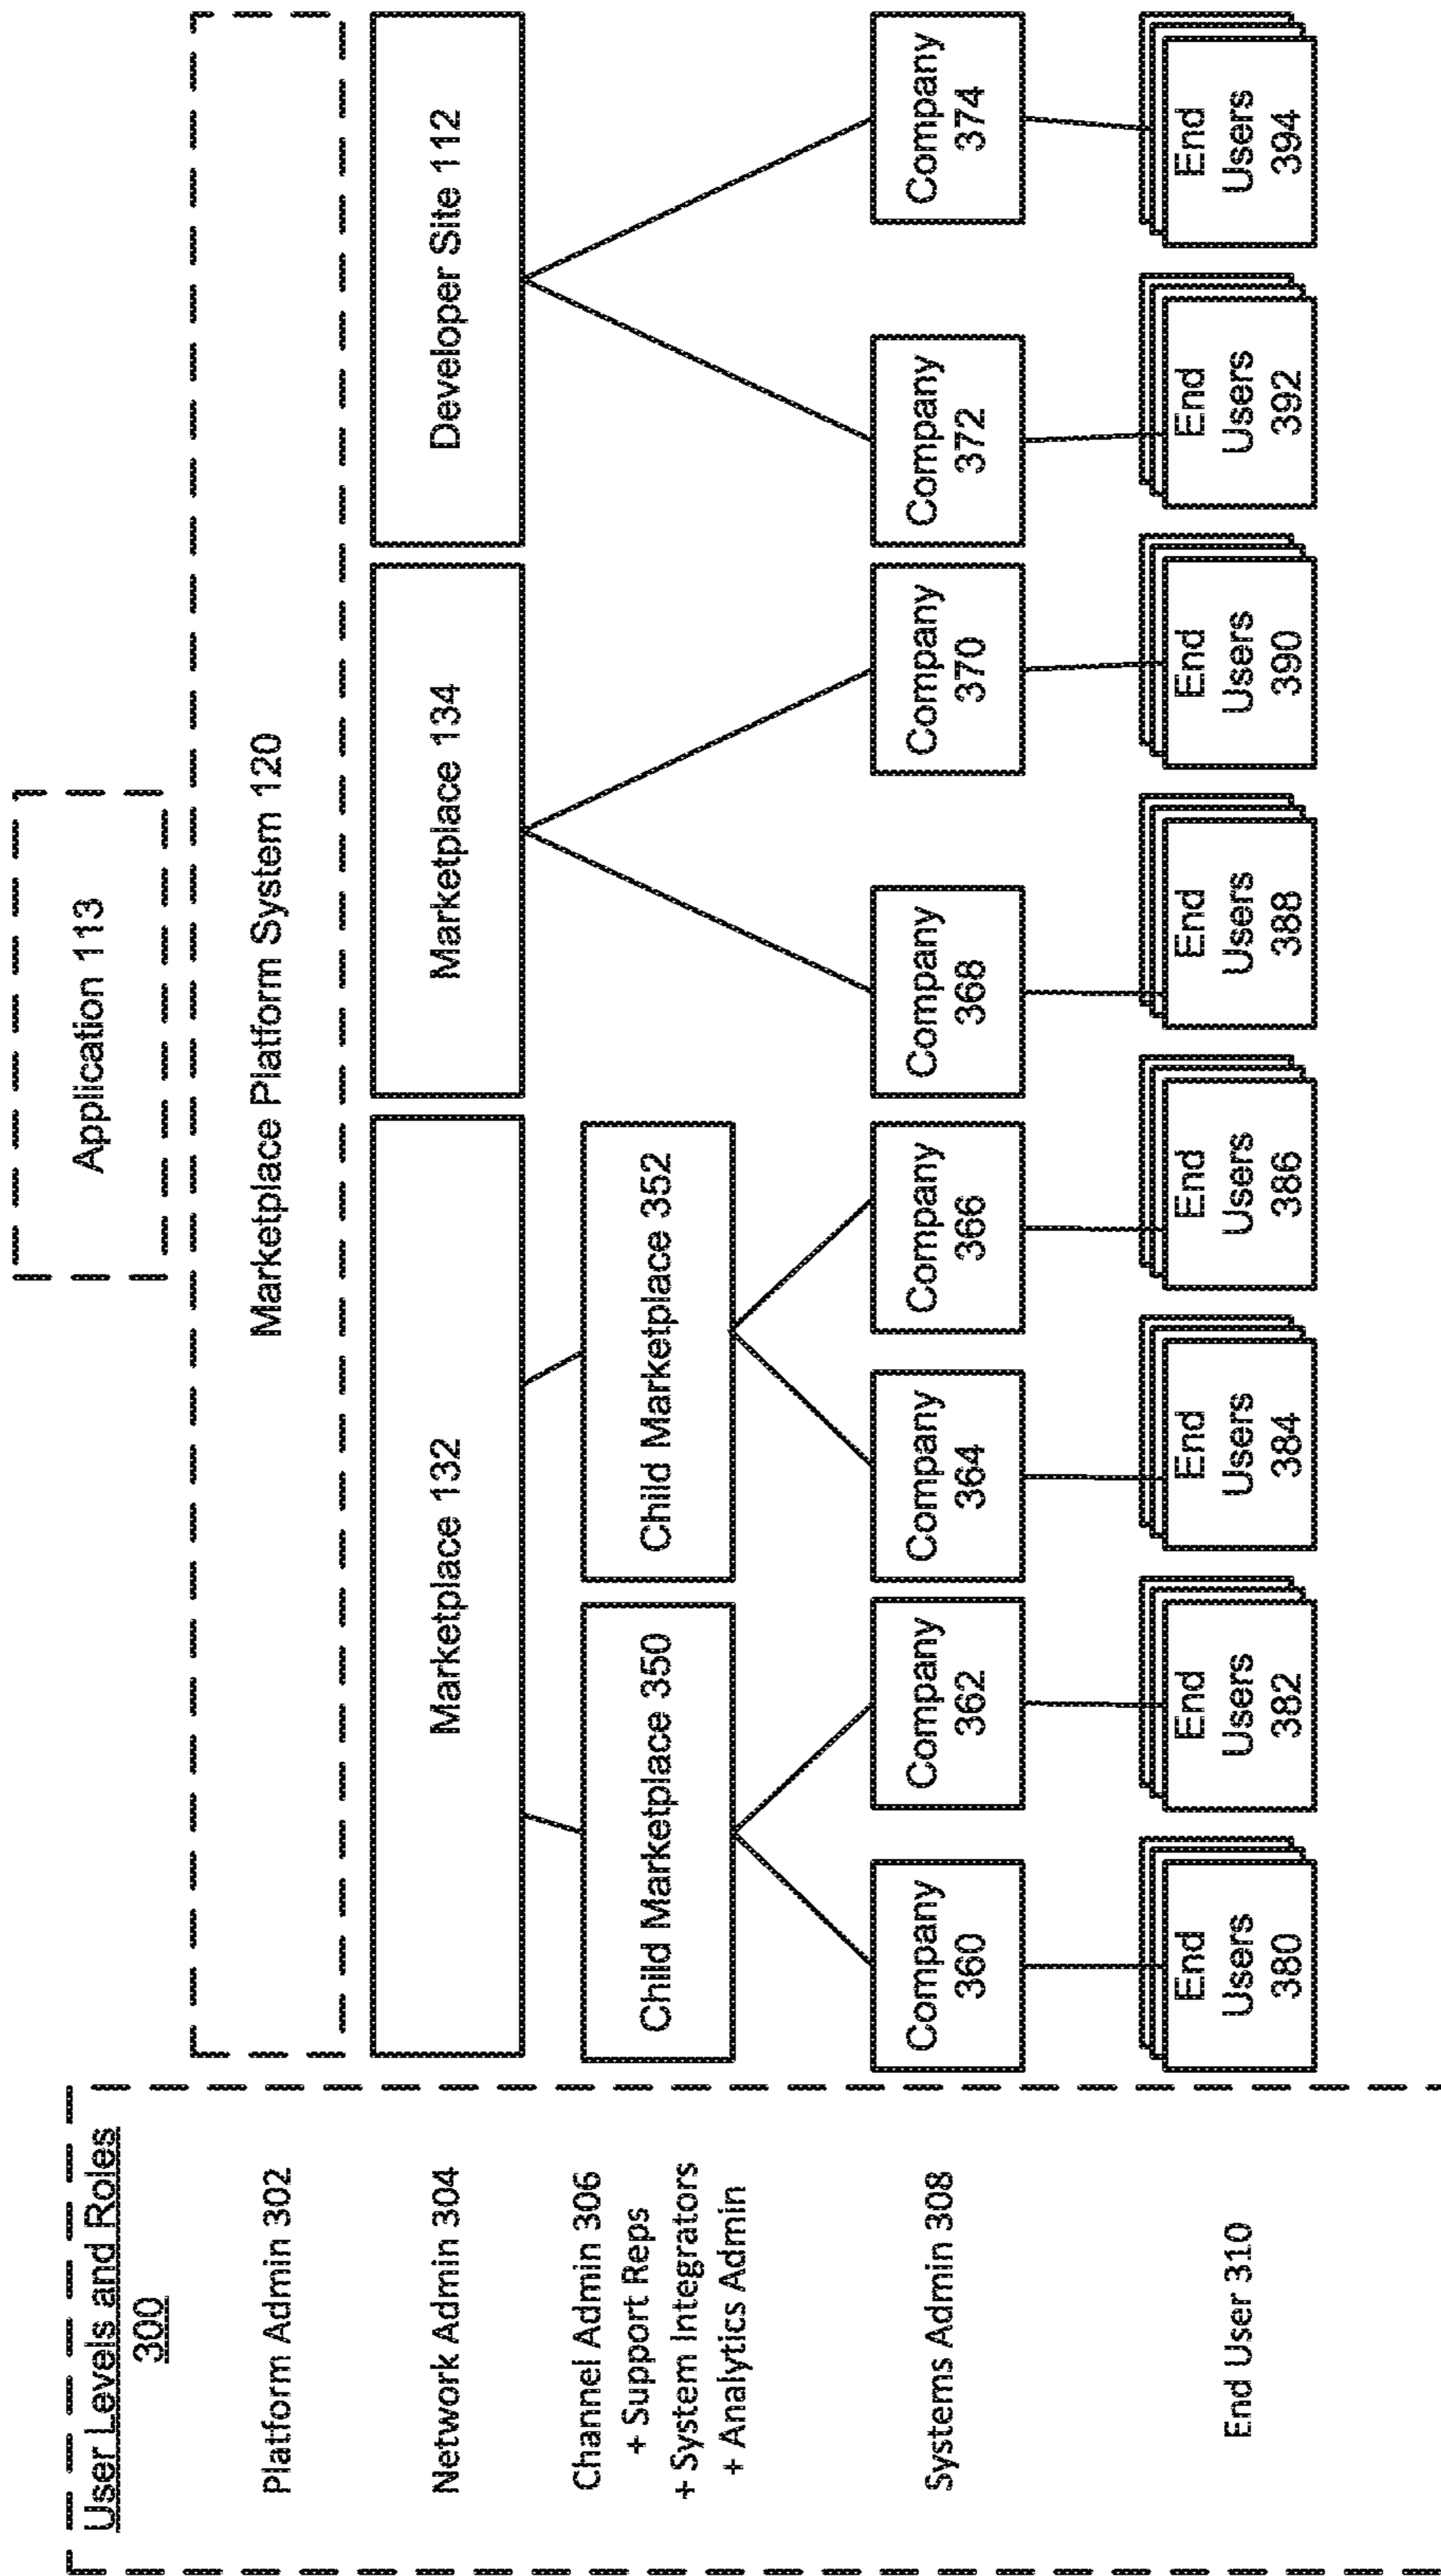 User Levels and Roles
300
Platform Admin 302
Network Admin 304
Channel Admin 306
+ Support Reps
+ System Integrators
+ Analytics Admin
Systems Admin 308
End User 310
Application 113
Marketplace Platform System 120
Marketplace 132
Marketplace 134
Developer Site 112
Child Marketplace 350
Child Marketplace 352
Company
360
Company
362
Company
364
Company
366
Company
368
Company
370
Company
372
Company
374
End
Users
380
End
Users
382
End
Users
384
End
Users
386
End
Users
388
End
Users
390
End
Users
392
End
Users
394